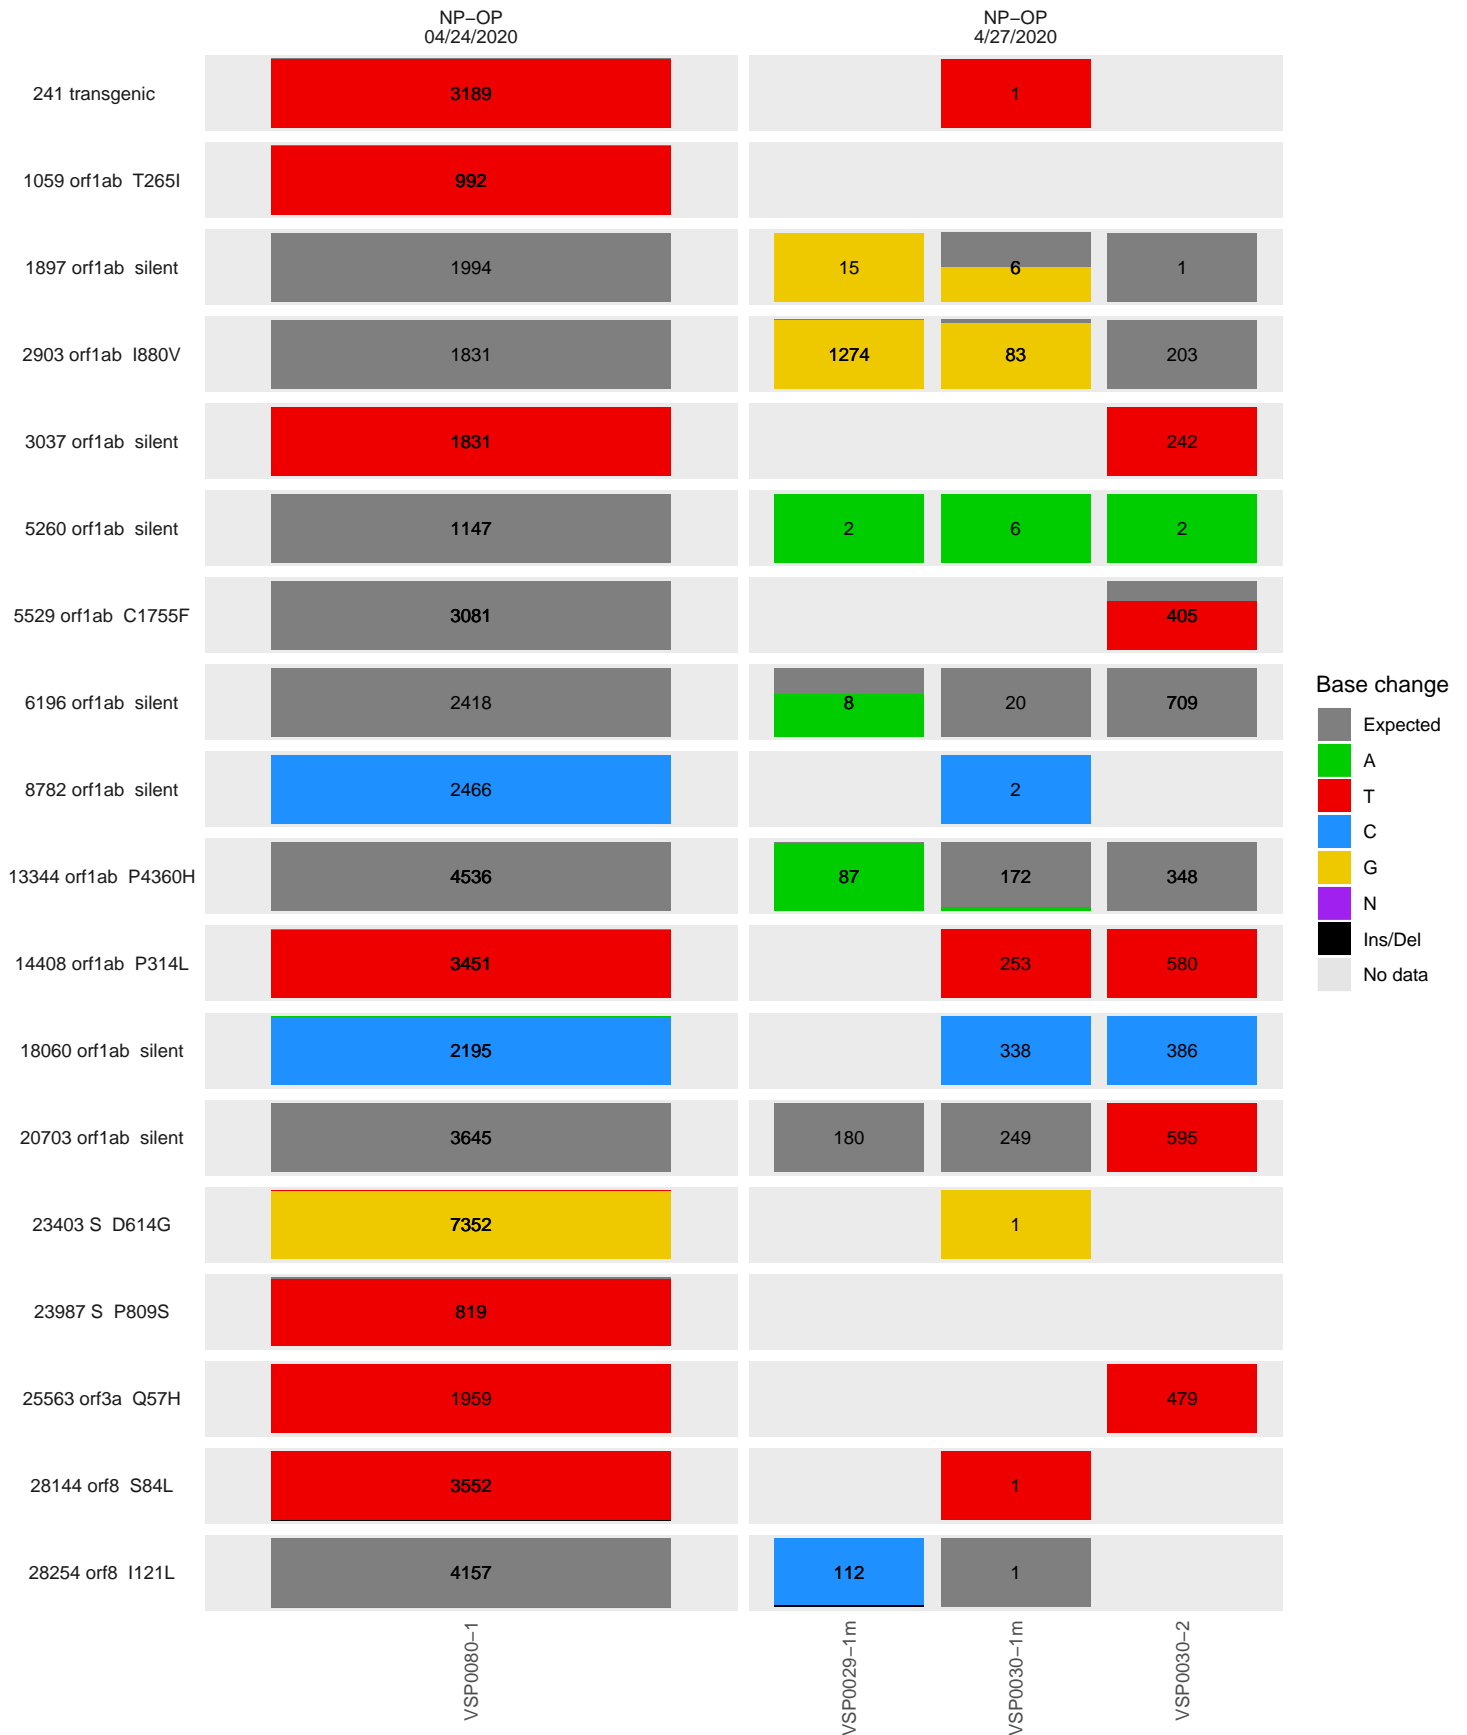 NP−OP
04/24/2020
NP−OP
4/27/2020
241 transgenic
3189
1
1059 orf1ab T265I
992
1897 orf1ab silent
1994
15
6
1
2903 orf1ab I880V
1831
1274
83
203
3037 orf1ab silent
1831
242
5260 orf1ab silent
1147
2
6
2
5529 orf1ab C1755F
3081
405
6196 orf1ab silent
2418
8
20
709
8782 orf1ab silent
2466
2
13344 orf1ab P4360H
4536
87
172
348
14408 orf1ab P314L
3451
253
580
18060 orf1ab silent
2195
338
386
20703 orf1ab silent
3645
180
249
595
23403 S D614G
7352
1
23987 S P809S
819
25563 orf3a Q57H
1959
479
28144 orf8 S84L
3552
1
28254 orf8 I121L
4157
112
1
VSP0080−1
VSP0029−1m
VSP0030−1m
VSP0030−2
Base change
Expected
A
T
C
G
N
Ins/Del
No data